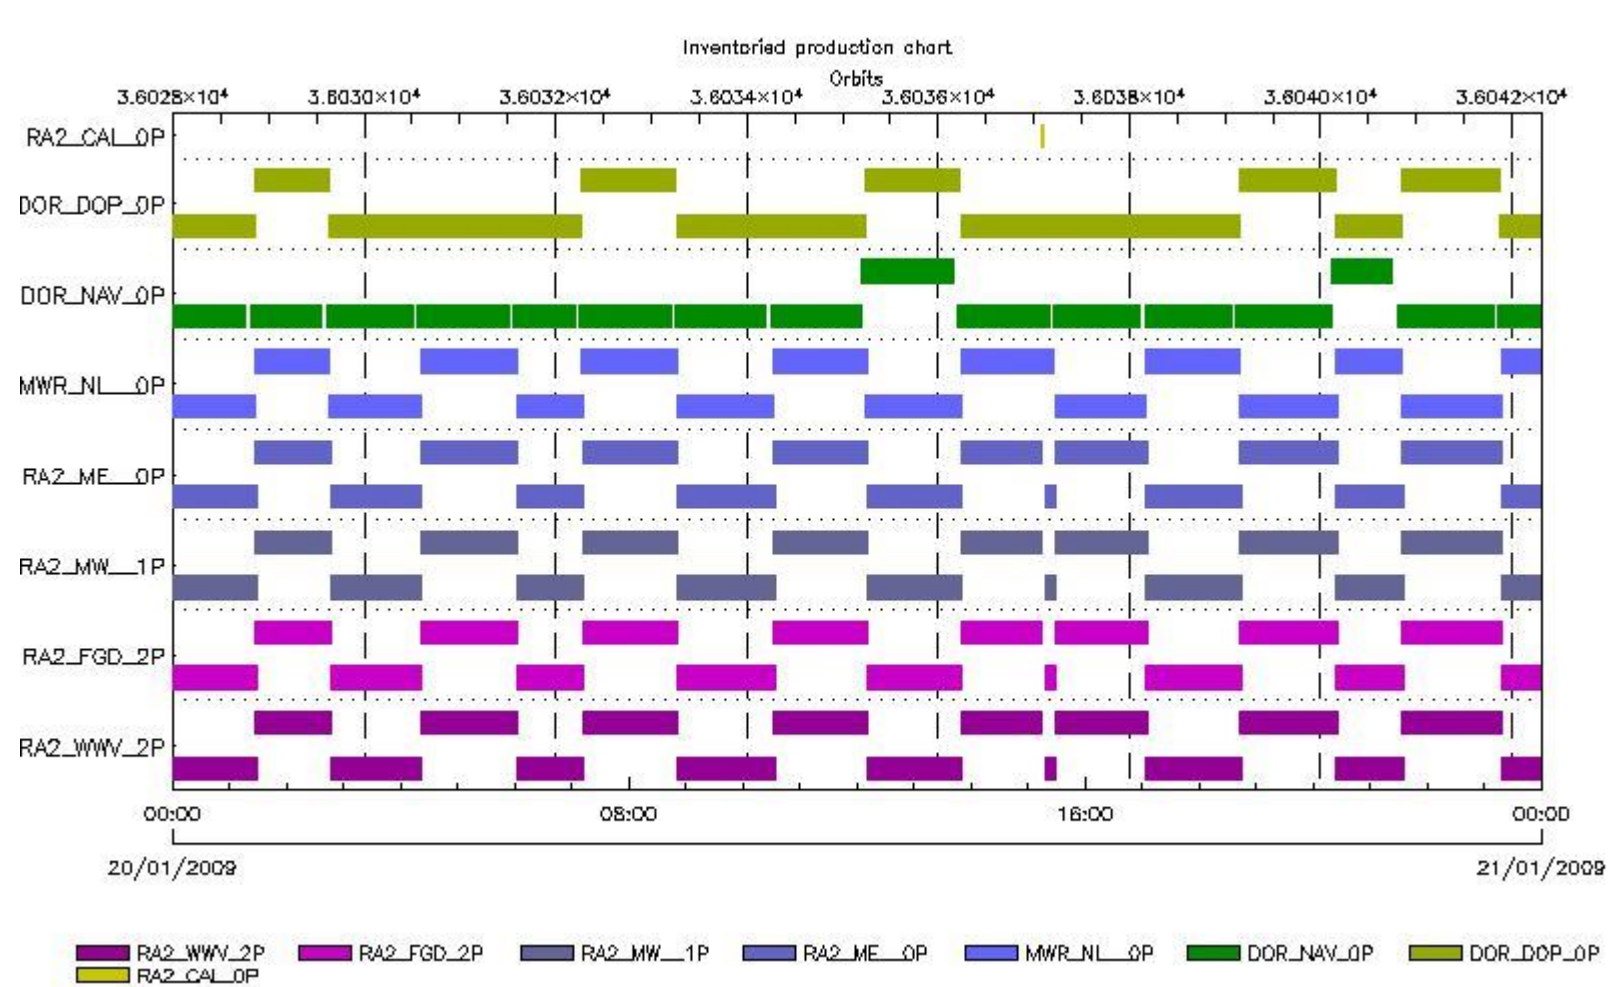 Inventoried production chart
Orbits
3.6028×10⁴ 3.6030×10⁴ 3.6032×10⁴ 3.6034×10⁴ 3.6036×10⁴ 3.6038×10⁴ 3.6040×10⁴ 3.6042×10⁴
RA2_CAL_0P
DOR_DOP_0P
DOR_NAV_0P
MWR_NL__0P
RA2_ME__0P
RA2_MW__1P
RA2_FGD_2P
RA2_WWV_2P
00:00 08:00 16:00 00:00
20/01/2009 21/01/2009
RA2_WWV_2P RA2_FGD_2P RA2_MW__1P RA2_ME__0P MWR_NL__0P DOR_NAV_0P DOR_DOP_0P
RA2_CAL_0P